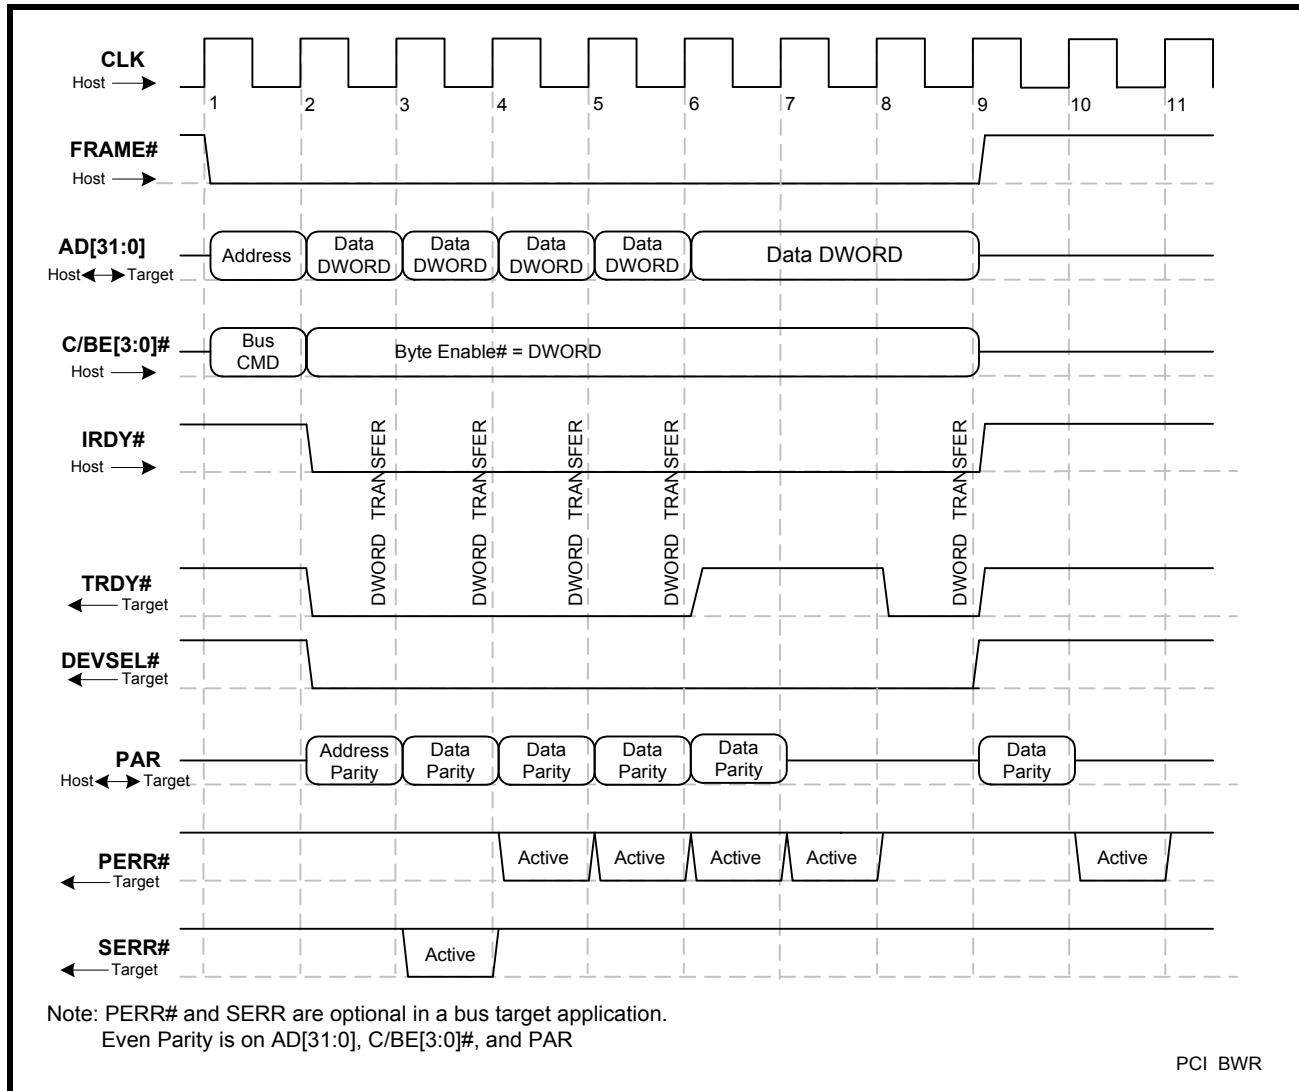 CLK
Host
1 2 3 4 5 6 7 8 9 10 11
FRAME#
Host
AD[31:0]
Host Target
Address
Data
DWORD
Data
DWORD
Data
DWORD
Data
DWORD
Data DWORD
C/BE[3:0]#
Host
Bus
CMD
Byte Enable# = DWORD
IRDY#
Host
DWORD TRANSFER
DWORD TRANSFER
DWORD TRANSFER
DWORD TRANSFER
DWORD TRANSFER
TRDY#
Target
DEVSEL#
Target
PAR
Host Target
Address
Parity
Data
Parity
Data
Parity
Data
Parity
Data
Parity
Data
Parity
PERR#
Target
Active Active Active Active Active
SERR#
Target
Active
Note: PERR# and SERR are optional in a bus target application.
Even Parity is on AD[31:0], C/BE[3:0]#, and PAR
PCI BWR